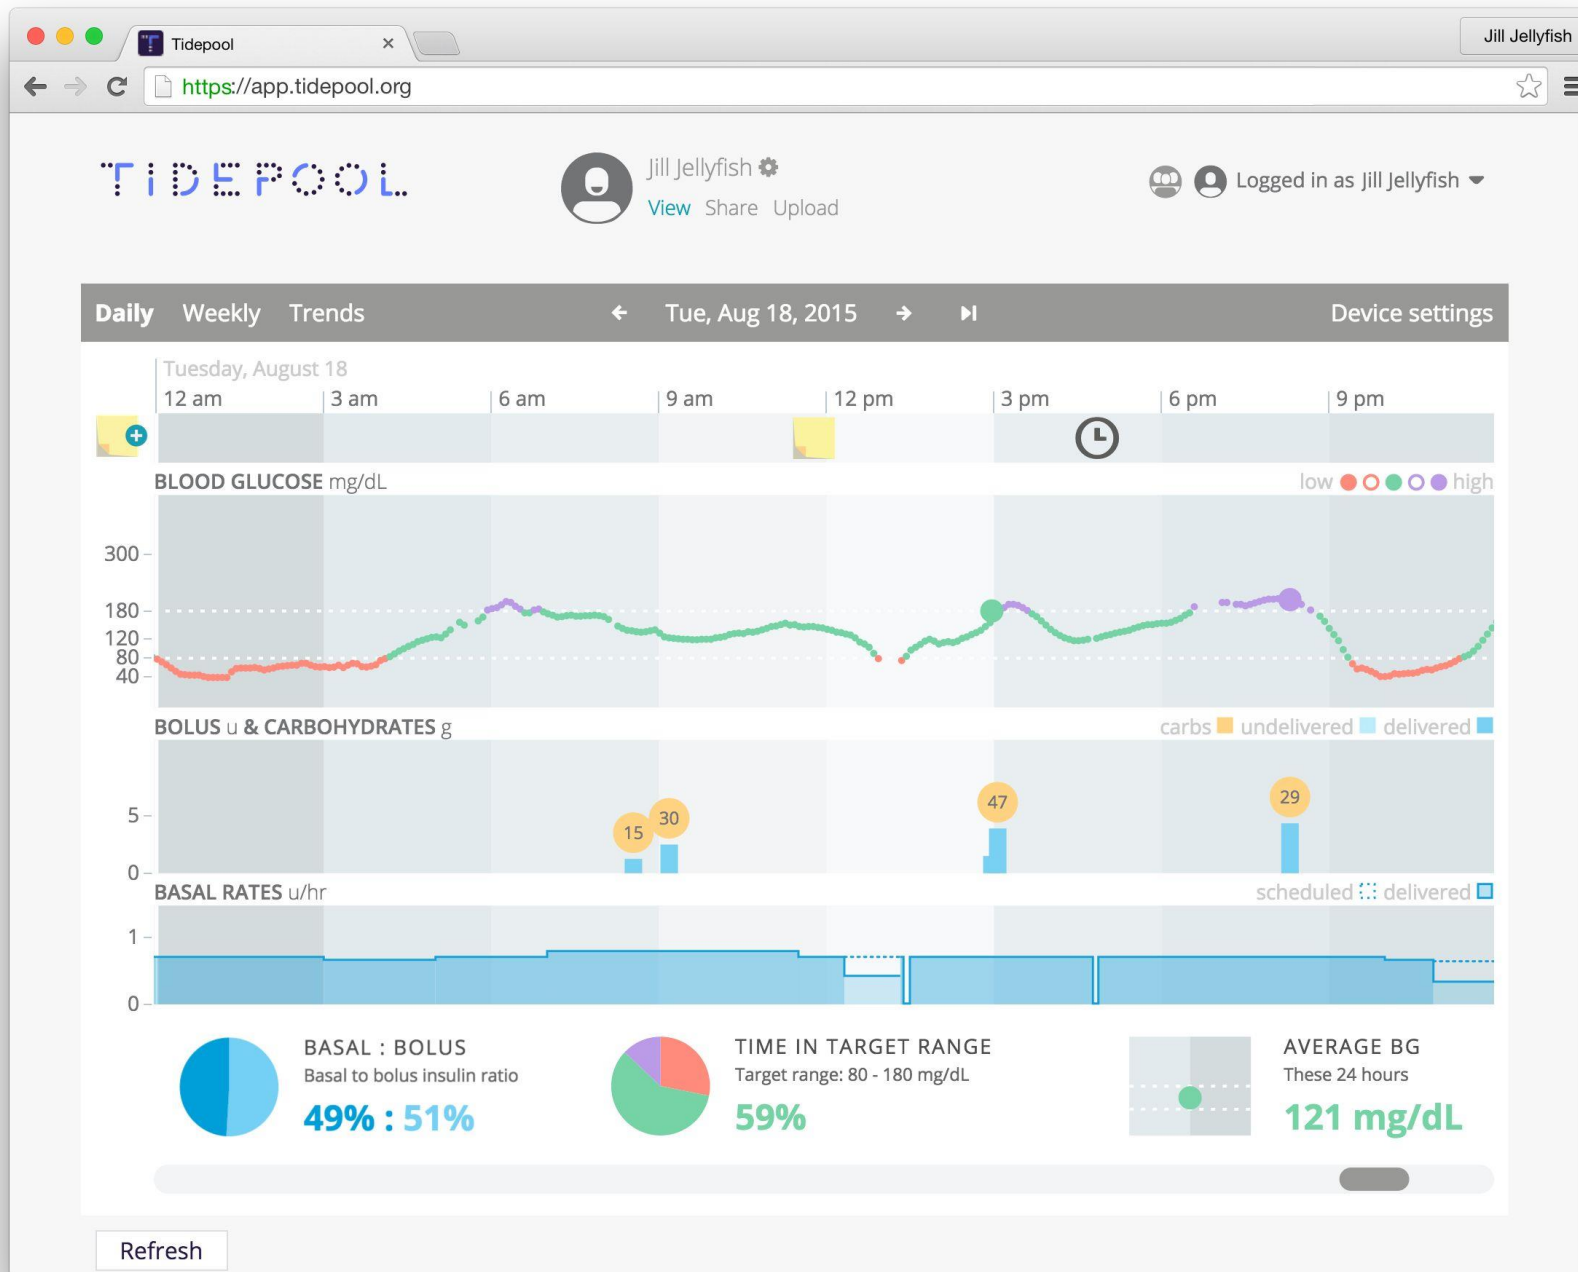 Tidepool
Jill Jellyfish
https://app.tidepool.org
TIDEPOOL
Jill Jellyfish
View Share Upload
Logged in as Jill Jellyfish
Daily Weekly Trends
Tue, Aug 18, 2015
Device settings
Tuesday, August 18
12 am 3 am 6 am 9 am 12 pm 3 pm 6 pm 9 pm
BLOOD GLUCOSE mg/dL
low high
300
180
120
80
40
BOLUS u & CARBOHYDRATES g
carbs undelivered delivered
5
0
15
30
47
29
BASAL RATES u/hr
scheduled delivered
1
0
BASAL : BOLUS
Basal to bolus insulin ratio
49% : 51%
TIME IN TARGET RANGE
Target range: 80 - 180 mg/dL
59%
AVERAGE BG
These 24 hours
121 mg/dL
Refresh